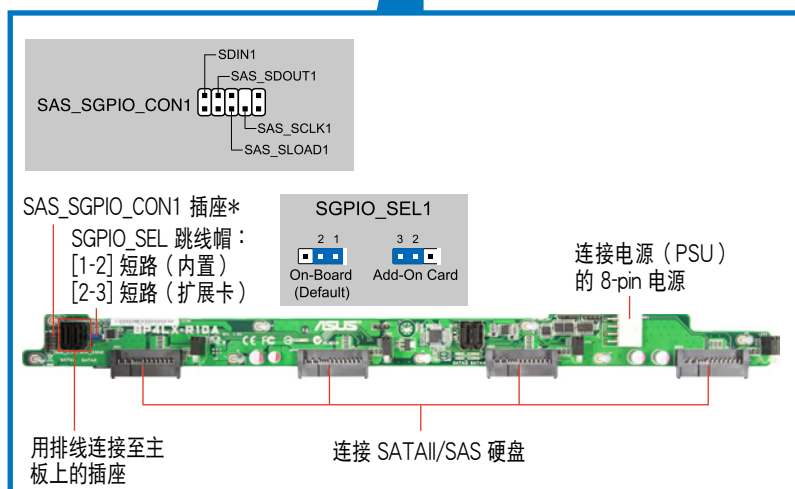 SDIN1
SAS_SDOUT1
SAS_SGPIO_CON1
SAS_SCLK1
SAS_SLOAD1
SAS_SGPIO_CON1 插座*
SGPIO_SEL 跳线帽：
[1-2] 短路（内置）
[2-3] 短路（扩展卡）
SGPIO_SEL1
2 1
3 2
On-Board
(Default)
Add-On Card
连接电源（PSU）
的 8-pin 电源
BP4LX-R10A
ASUS
CE FC
用排线连接至主
板上的插座
连接 SATAII/SAS 硬盘